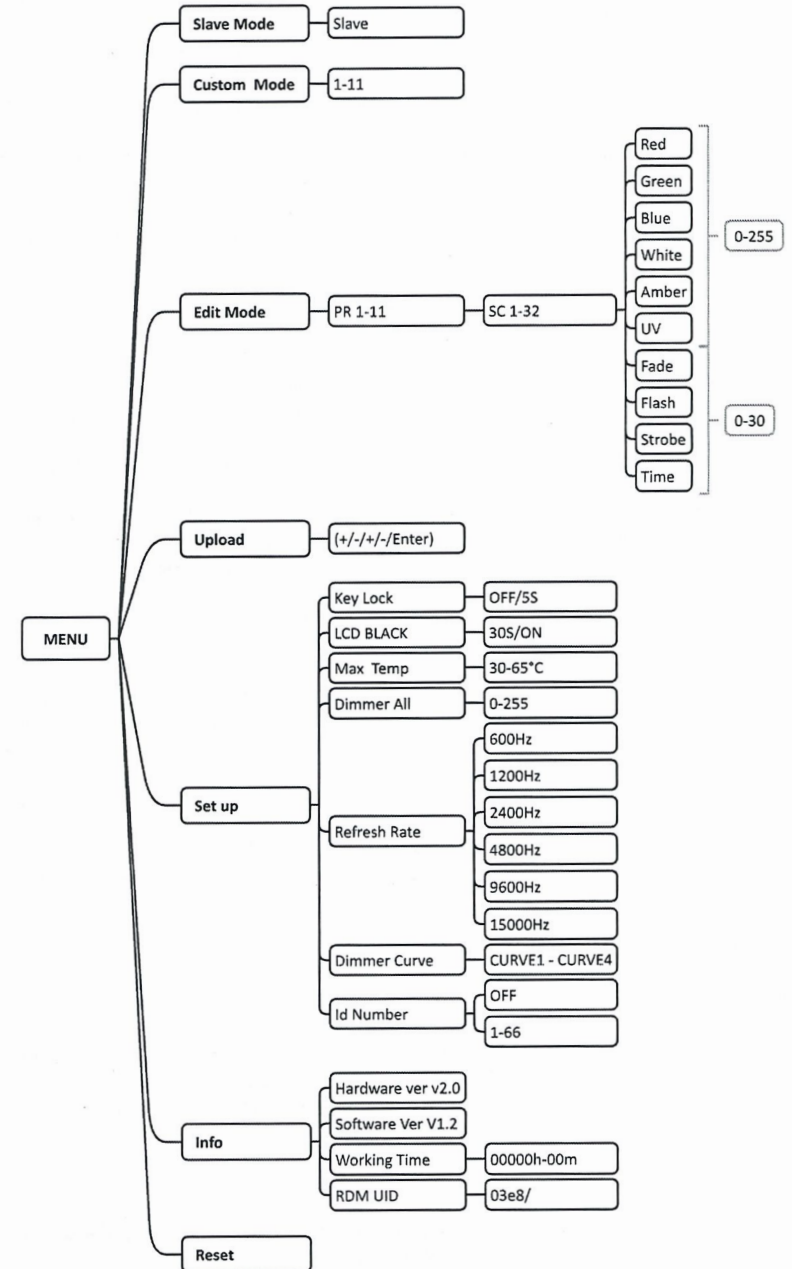 Slave Mode
Slave
Custom Mode
1-11
Edit Mode
PR 1-11
SC 1-32
Red
Green
Blue
White
Amber
UV
0-255
Fade
Flash
Strobe
Time
0-30
Upload
(+/-/+/-/Enter)
MENU
Set up
Key Lock
OFF/5S
LCD BLACK
30S/ON
Max Temp
30-65°C
Dimmer All
0-255
Refresh Rate
600Hz
1200Hz
2400Hz
4800Hz
9600Hz
15000Hz
Dimmer Curve
CURVE1 - CURVE4
Id Number
OFF
1-66
Info
Hardware ver v2.0
Software Ver V1.2
Working Time
00000h-00m
RDM UID
03e8/
Reset